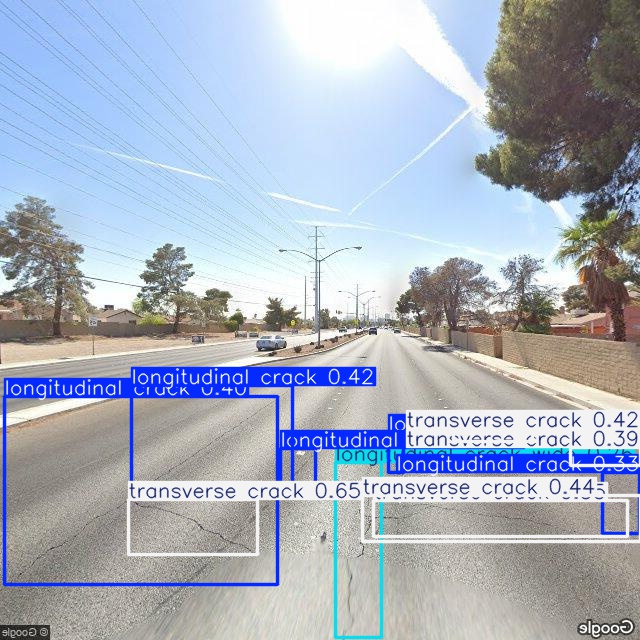 longitudinal crack 0.42
longitudinal crack 0.40
transverse crack 0.42
transverse crack 0.39
longitudinal
longitudinal crack 0.33
transverse crack 0.65
transverse crack 0.44
© Google
Google